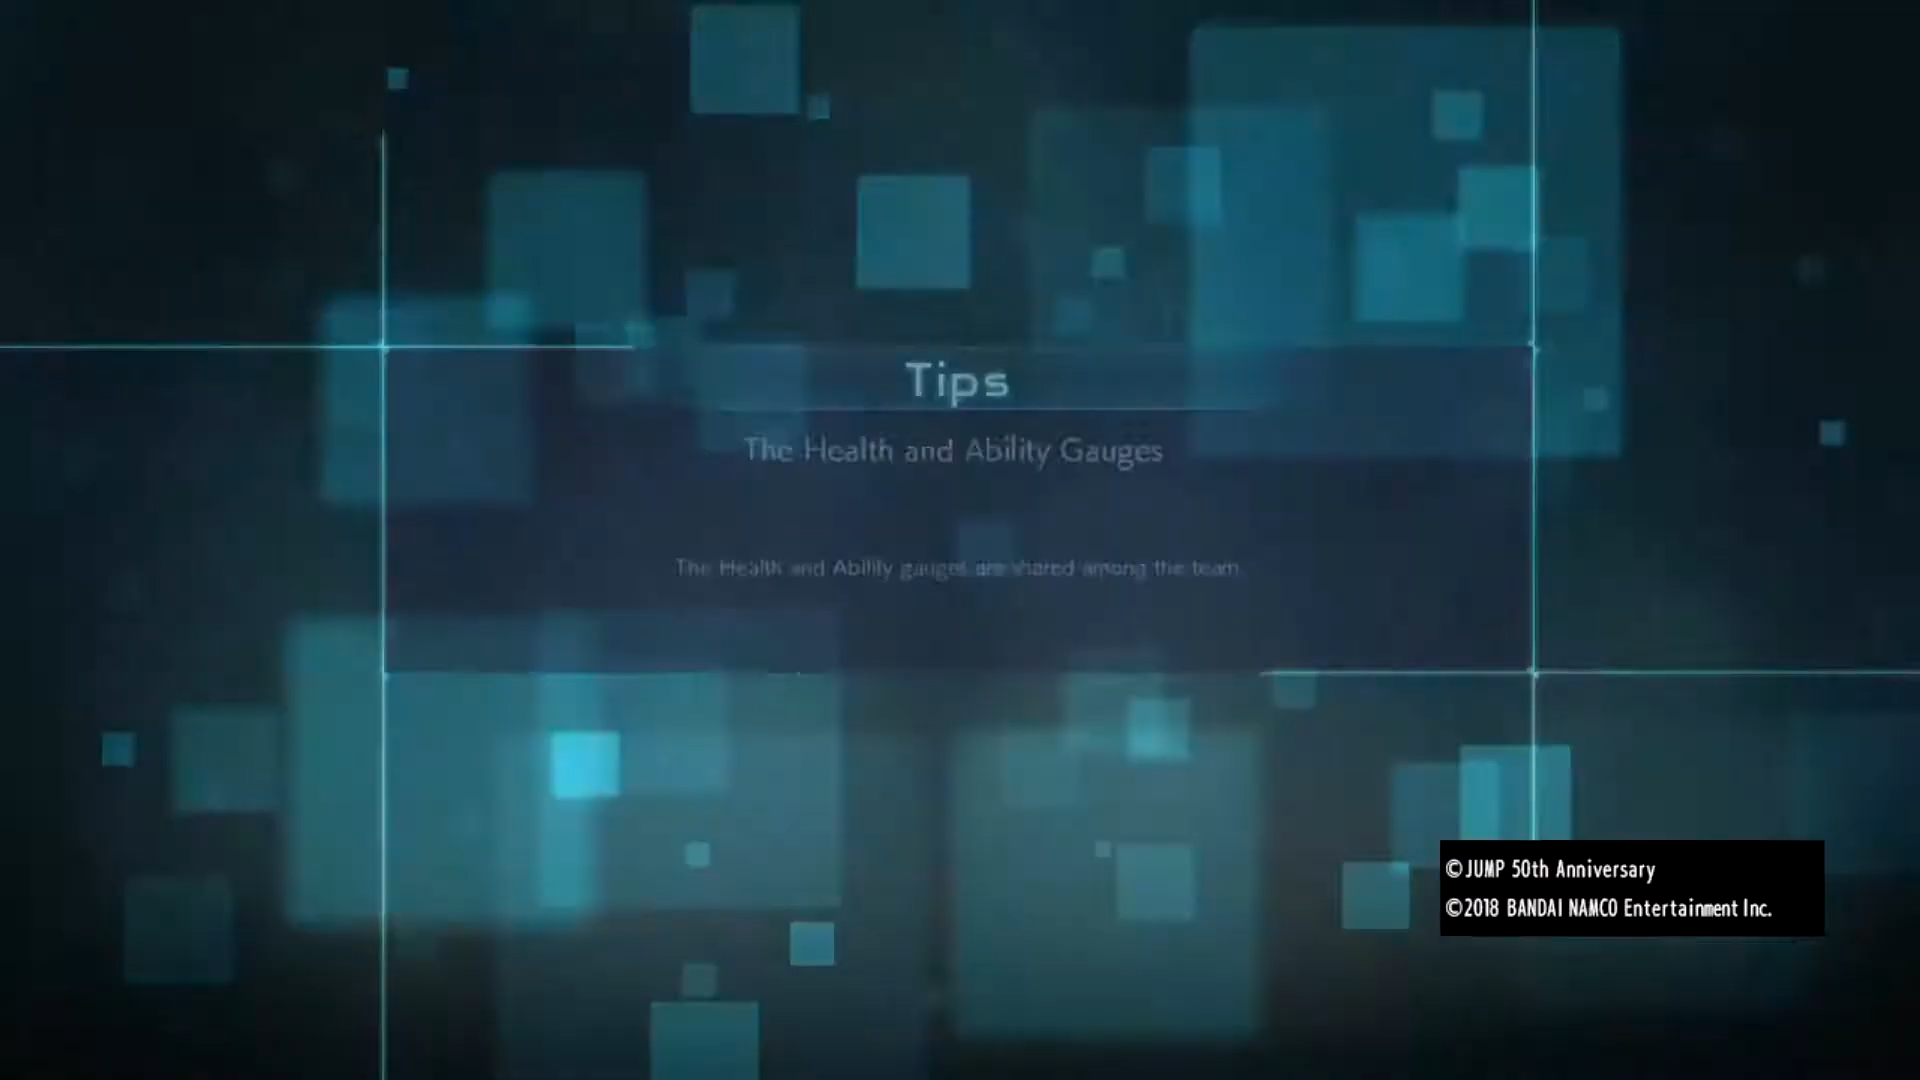 Tips
The Health and Ability Gauges
The Health and Ability gauges are shared among the team.
©JUMP 50th Anniversary
©2018 BANDAI NAMCO Entertainment Inc.